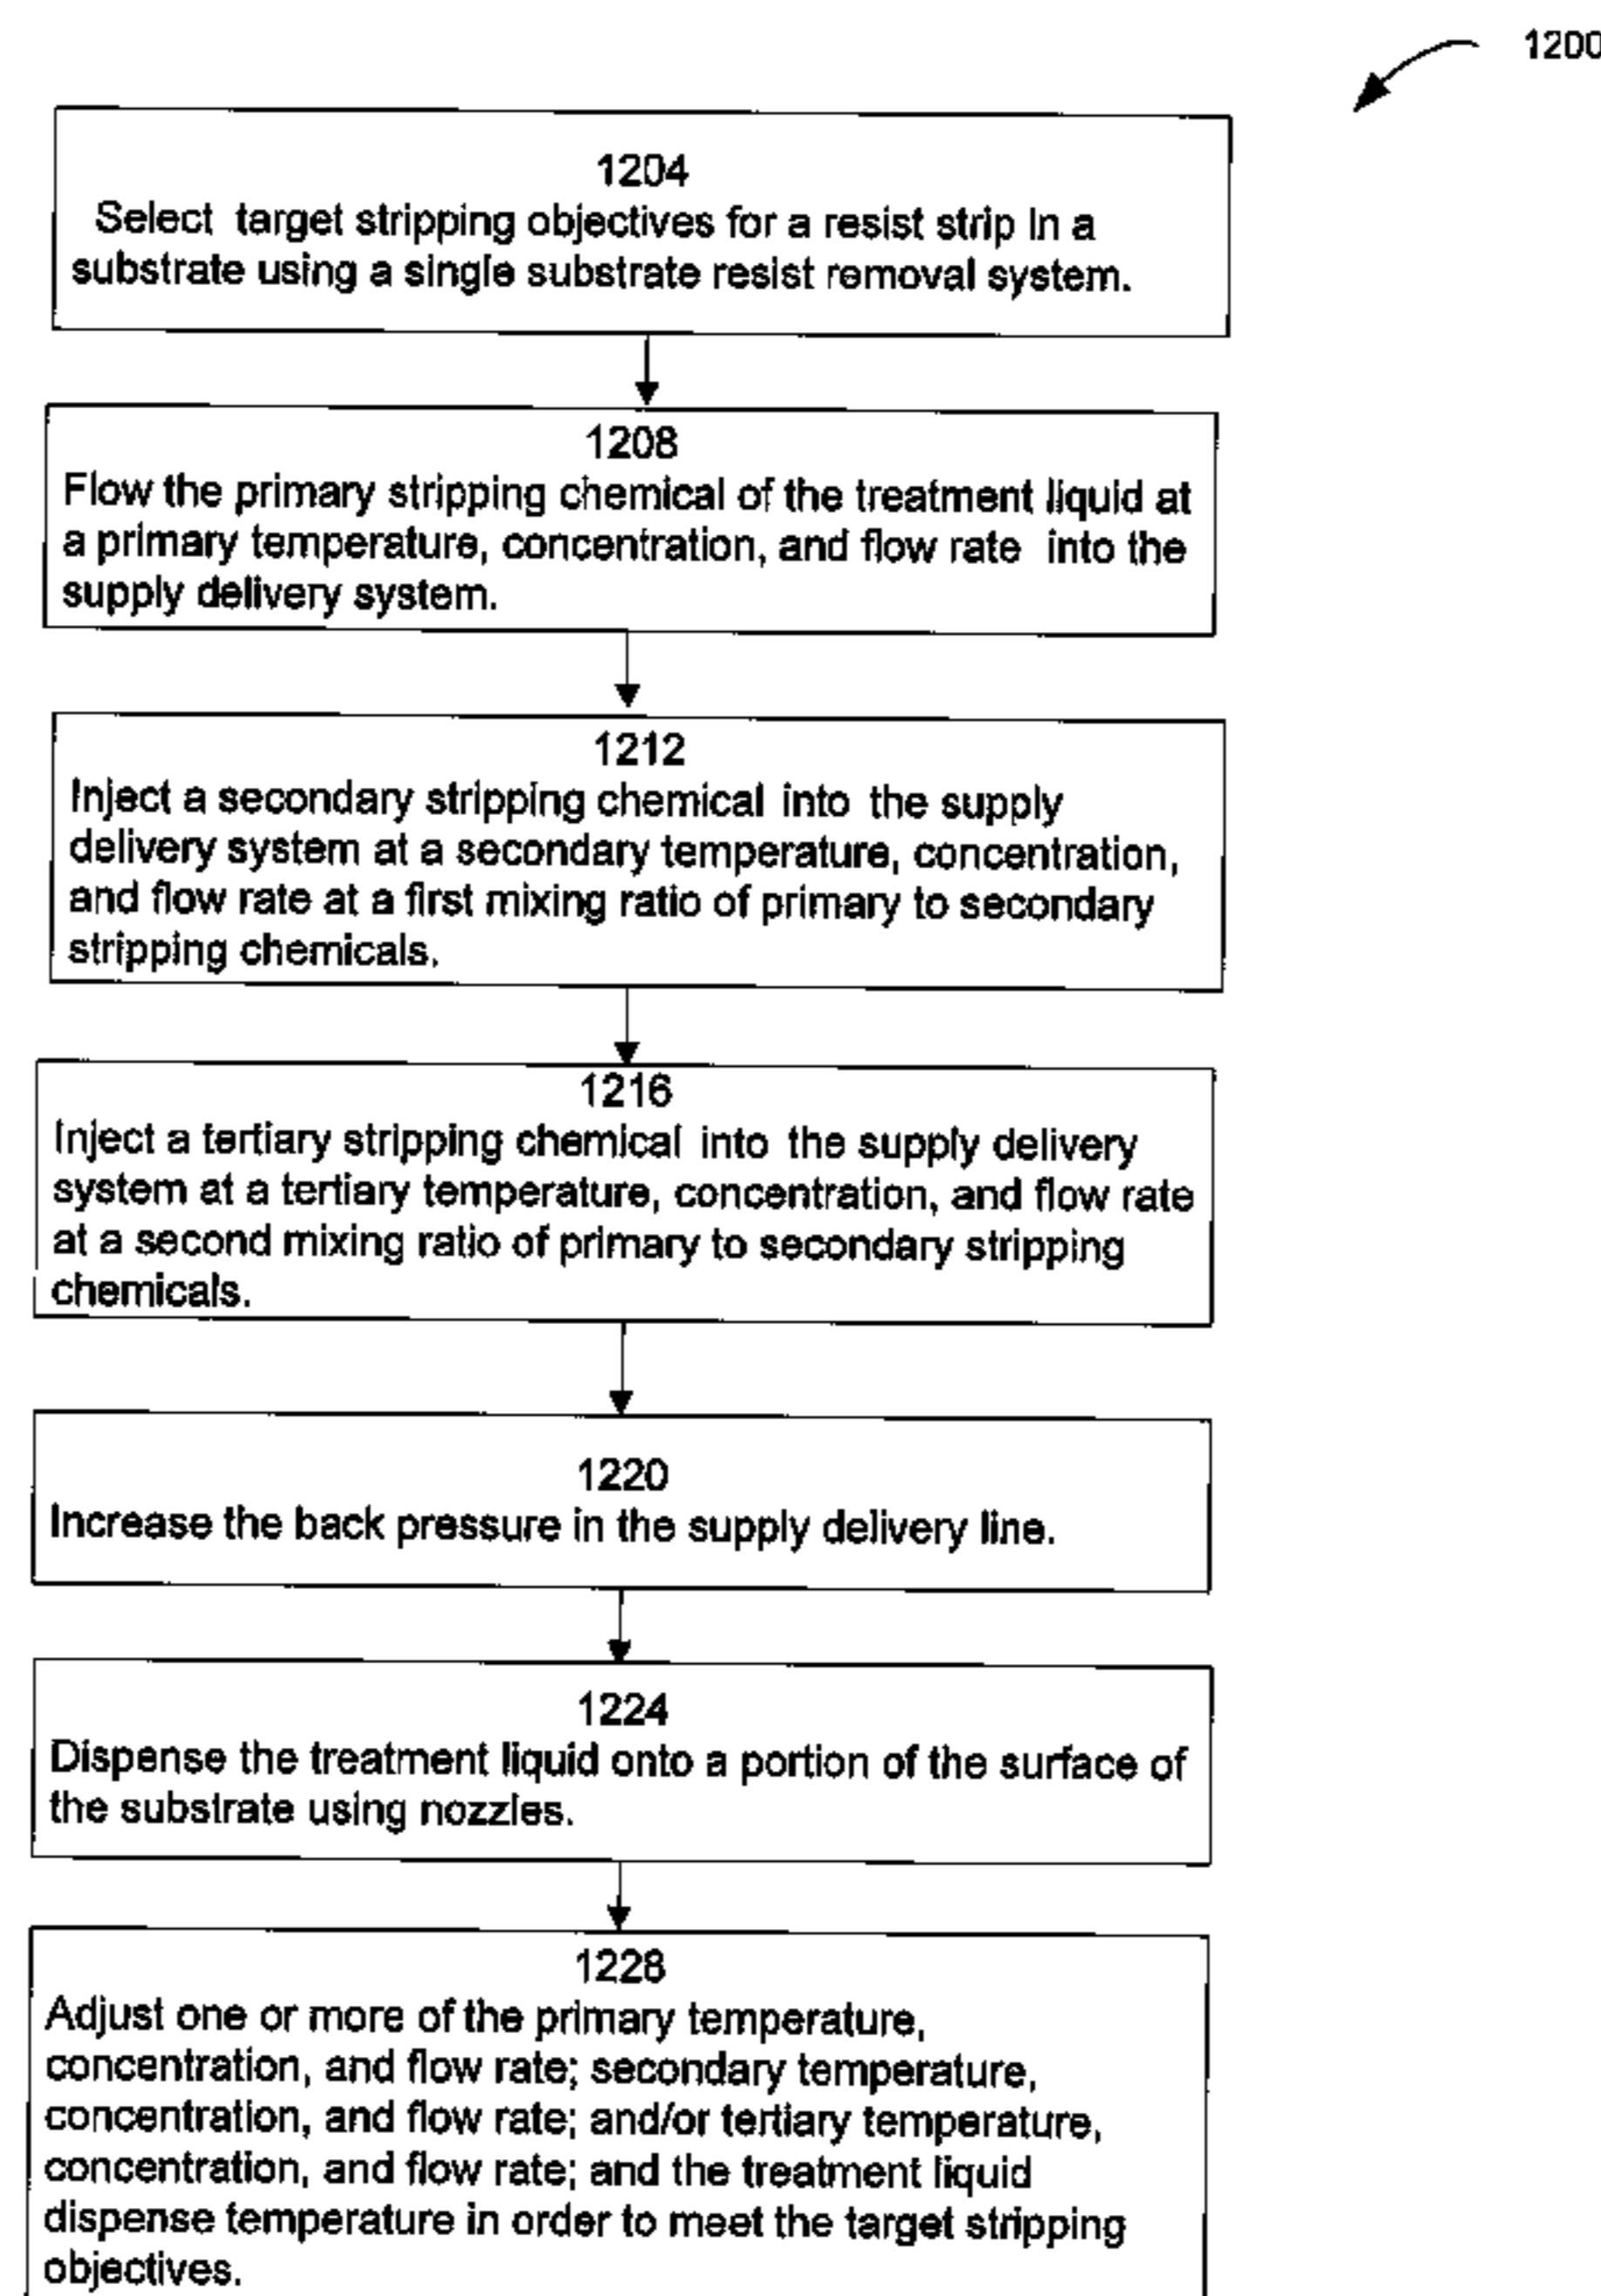 1200
1204
Select target stripping objectives for a resist strip in a
substrate using a single substrate resist removal system.
1208
Flow the primary stripping chemical of the treatment liquid at
a primary temperature, concentration, and flow rate into the
supply delivery system.
1212
Inject a secondary stripping chemical into the supply
delivery system at a secondary temperature, concentration,
and flow rate at a first mixing ratio of primary to secondary
stripping chemicals.
1216
Inject a tertiary stripping chemical into the supply delivery
system at a tertiary temperature, concentration, and flow rate
at a second mixing ratio of primary to secondary stripping
chemicals.
1220
Increase the back pressure in the supply delivery line.
1224
Dispense the treatment liquid onto a portion of the surface of
the substrate using nozzles.
1228
Adjust one or more of the primary temperature,
concentration, and flow rate; secondary temperature,
concentration, and flow rate; and/or tertiary temperature,
concentration, and flow rate; and the treatment liquid
dispense temperature in order to meet the target stripping
objectives.